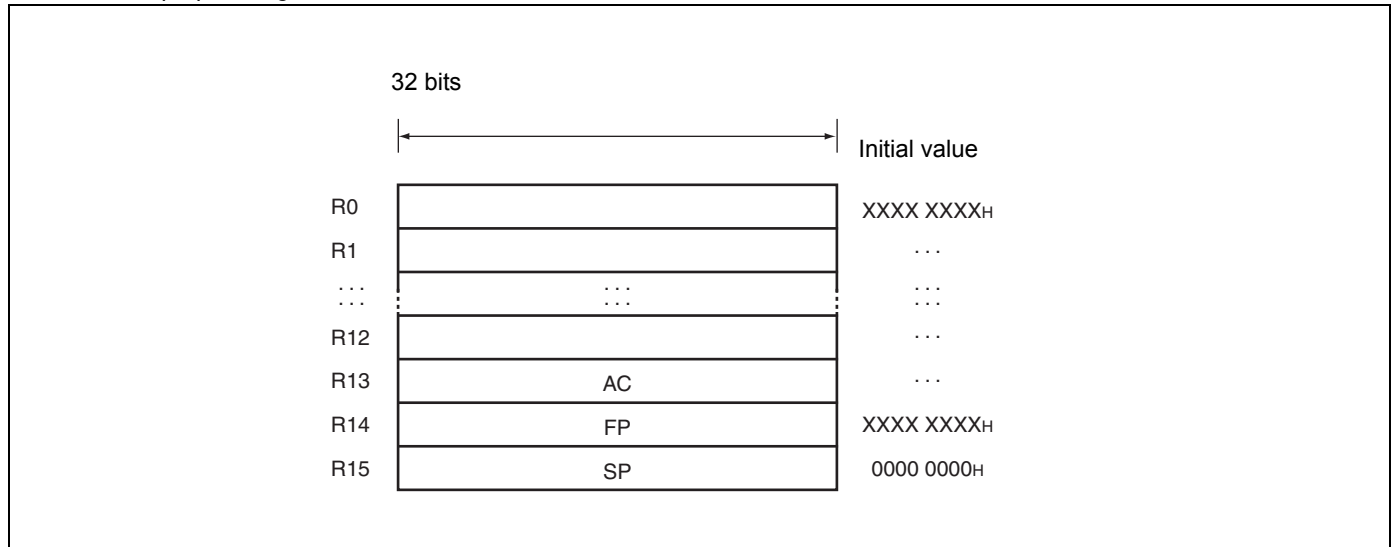 32 bits
Initial value
R0 XXXX XXXXH
R1 ...
... ... ...
... ... ...
R12 ...
R13 AC ...
R14 FP XXXX XXXXH
R15 SP 0000 0000H